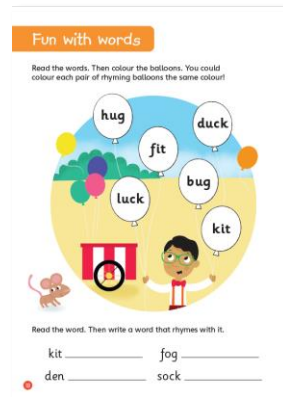 Fun with words
Read the words. Then colour the balloons. You could
colour each pair of rhyming balloons the same colour!
hug
duck
fit
bug
luck
kit
Read the word. Then write a word that rhymes with it.
kit fog
den sock